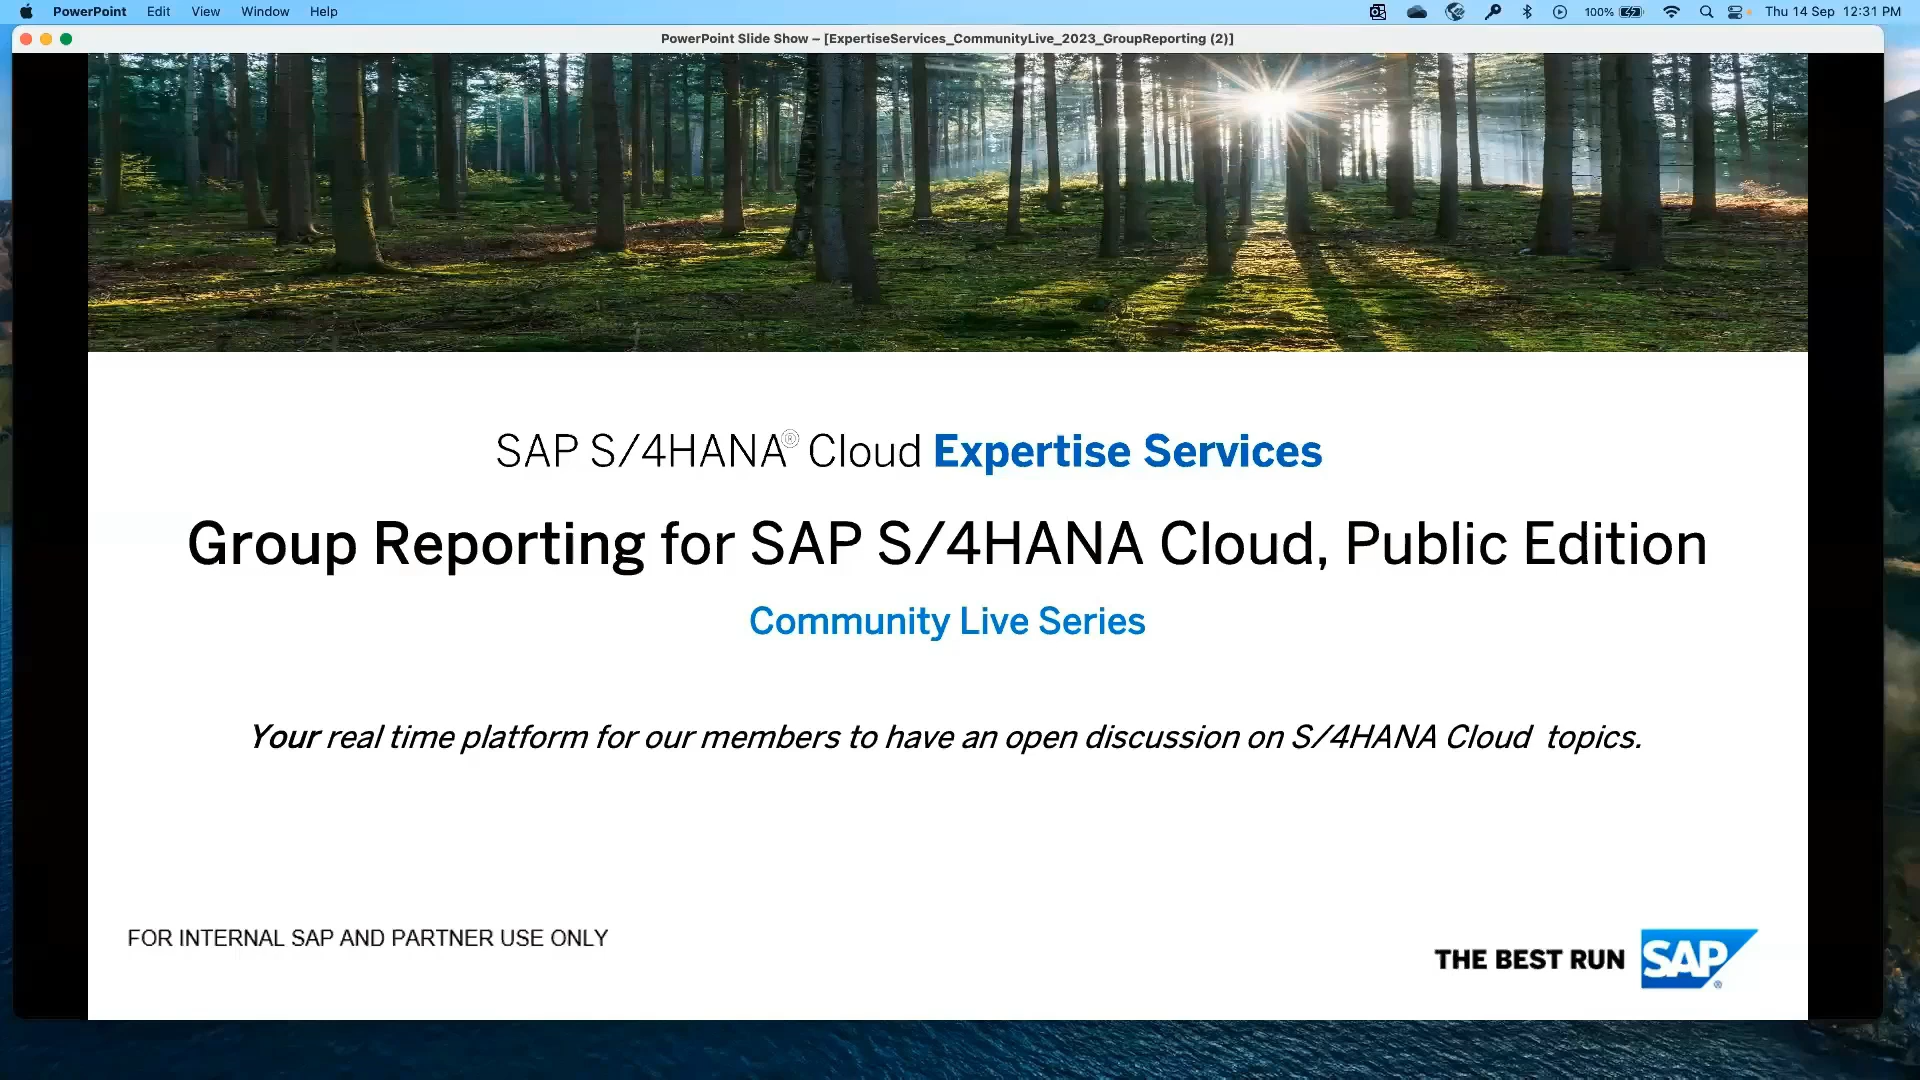 PowerPoint Edit View Window Help 100% Thu 14 Sep 12:31 PM
PowerPoint Slide Show – [ExpertiseServices_CommunityLive_2023_GroupReporting (2)]
SAP S/4HANA® Cloud Expertise Services
Group Reporting for SAP S/4HANA Cloud, Public Edition
Community Live Series
Your real time platform for our members to have an open discussion on S/4HANA Cloud topics.
FOR INTERNAL SAP AND PARTNER USE ONLY
THE BEST RUN SAP®